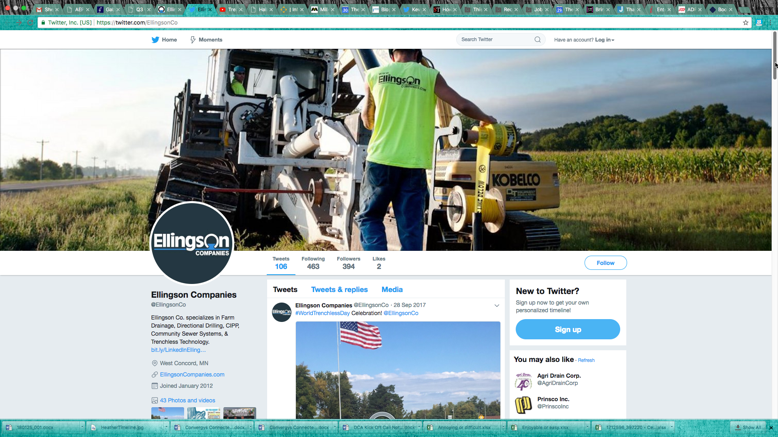 Twitter, Inc. [US]
https://twitter.com/EllingsonCo
Home
Moments
Search Twitter
Have an account? Log in
Ellingson
KOBELCO
Ellingson
COMPANIES
Tweets
106
Following
463
Followers
394
Likes
2
Follow
Ellingson Companies
@EllingsonCo
Ellingson Co. specializes in Farm
Drainage, Directional Drilling, CIPP,
Community Sewer Systems, &
Trenchless Technology.
bit.ly/LinkedinElling…
West Concord, MN
EllingsonCompanies.com
Joined January 2012
43 Photos and videos
Tweets
Tweets & replies
Media
Ellingson Companies @EllingsonCo · 28 Sep 2017
#WorldTrenchlessDay Celebration! @EllingsonCo
New to Twitter?
Sign up now to get your own
personalized timeline!
Sign up
You may also like · Refresh
Agri Drain Corp.
@AgriDrainCorp
Prinsco Inc.
@PrinscoInc
Show All